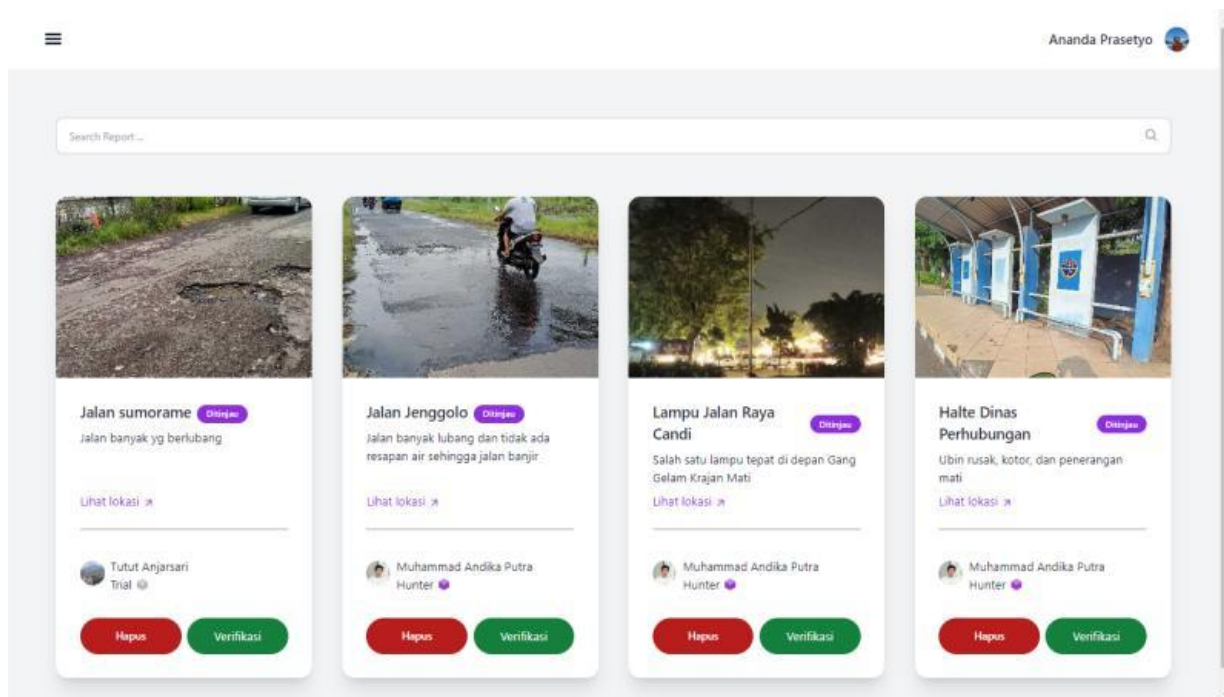 Ananda Prasetyo
Search Report ...
Jalan sumorame Ditinjau
Jalan banyak yg berlubang
Lihat lokasi
Tutut Anjarsari
Trial
Hapus Verifikasi
Jalan Jenggolo Ditinjau
Jalan banyak lubang dan tidak ada
resapan air sehingga jalan banjir
Lihat lokasi
Muhammad Andika Putra
Hunter
Hapus Verifikasi
Lampu Jalan Raya
Candi
Ditinjau
Salah satu lampu tepat di depan Gang
Gelam Krajan Mati
Lihat lokasi
Muhammad Andika Putra
Hunter
Hapus Verifikasi
Halte Dinas
Perhubungan
Ditinjau
Ubin rusak, kotor, dan penerangan
mati
Lihat lokasi
Muhammad Andika Putra
Hunter
Hapus Verifikasi